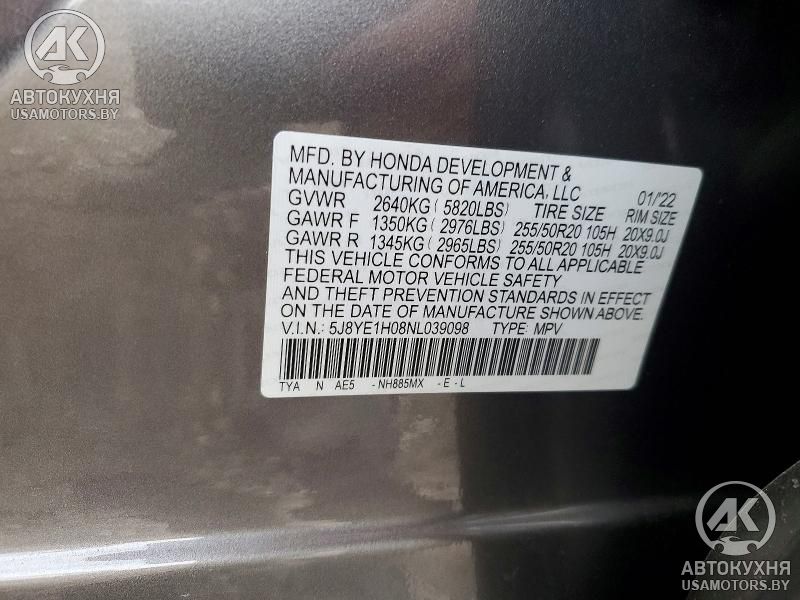 AK
АВТОКУХНЯ
USAMOTORS.BY
MFD. BY HONDA DEVELOPMENT &
MANUFACTURING OF AMERICA, LLC 01/'22
GVWR 2640KG ( 5820LBS) TIRE SIZE RIM SIZE
GAWR F 1350KG ( 2976LBS) 255/50R20 105H 20X9.0J
GAWR R 1345KG ( 2965LBS) 255/50R20 105H 20X9.0J
THIS VEHICLE CONFORMS TO ALL APPLICABLE
FEDERAL MOTOR VEHICLE SAFETY
AND THEFT PREVENTION STANDARDS IN EFFECT
ON THE DATE OF MANUFACTURE SHOWN ABOVE.
V.I.N.: 5J8YE1H08NL039098 TYPE: MPV
TYA N AE5 -NH885MX -E-L
AK
АВТОКУХНЯ
USAMOTORS.BY